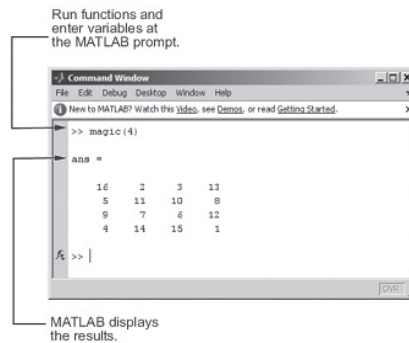 Run functions and
enter variables at
the MATLAB prompt.
Command Window
File Edit Debug Desktop Window Help
New to MATLAB? Watch this Video, see Demos, or read Getting Started.
>> magic(4)
ans =
16 2 3 13
5 11 10 8
9 7 6 12
4 14 15 1
fx >>
OVR
MATLAB displays
the results.